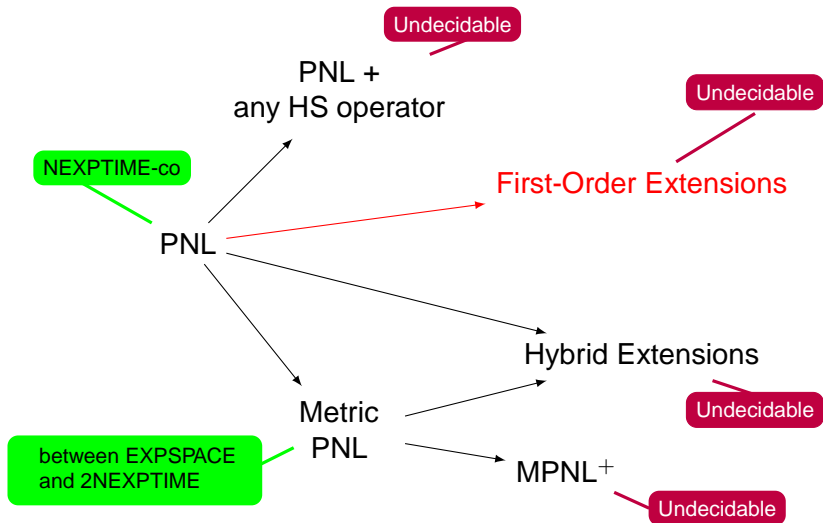 Undecidable
PNL +
any HS operator
Undecidable
NEXPTIME-co
First-Order Extensions
PNL
Hybrid Extensions
Metric
PNL
Undecidable
between EXPSPACE
and 2NEXPTIME
MPNL⁺
Undecidable